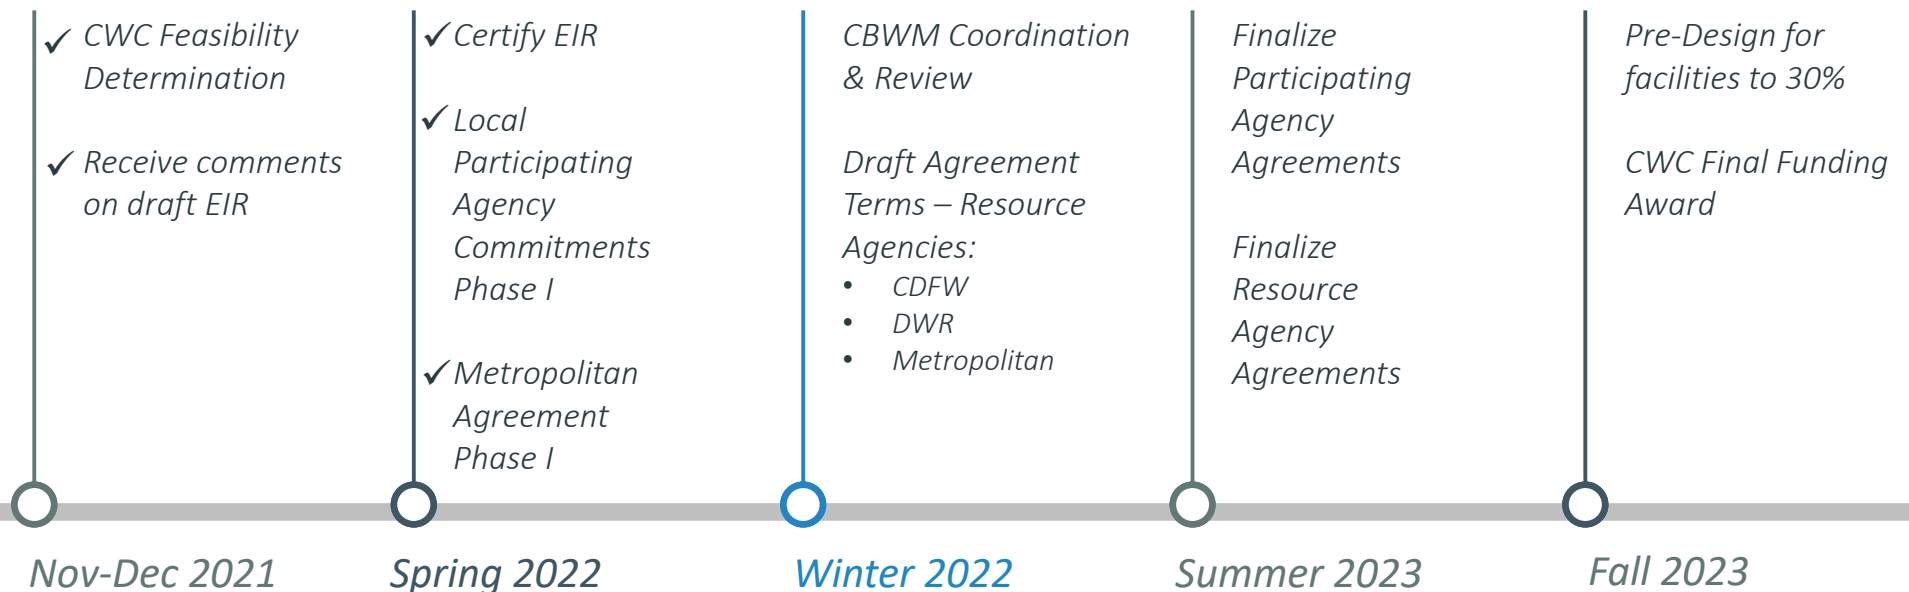 ✓ CWC Feasibility
Determination
✓ Receive comments
on draft EIR
✓ Certify EIR
✓ Local
Participating
Agency
Commitments
Phase I
✓ Metropolitan
Agreement
Phase I
CBWM Coordination
& Review
Draft Agreement
Terms – Resource
Agencies:
• CDFW
• DWR
• Metropolitan
Finalize
Participating
Agency
Agreements
Finalize
Resource
Agency
Agreements
Pre-Design for
facilities to 30%
CWC Final Funding
Award
Nov-Dec 2021
Spring 2022
Winter 2022
Summer 2023
Fall 2023